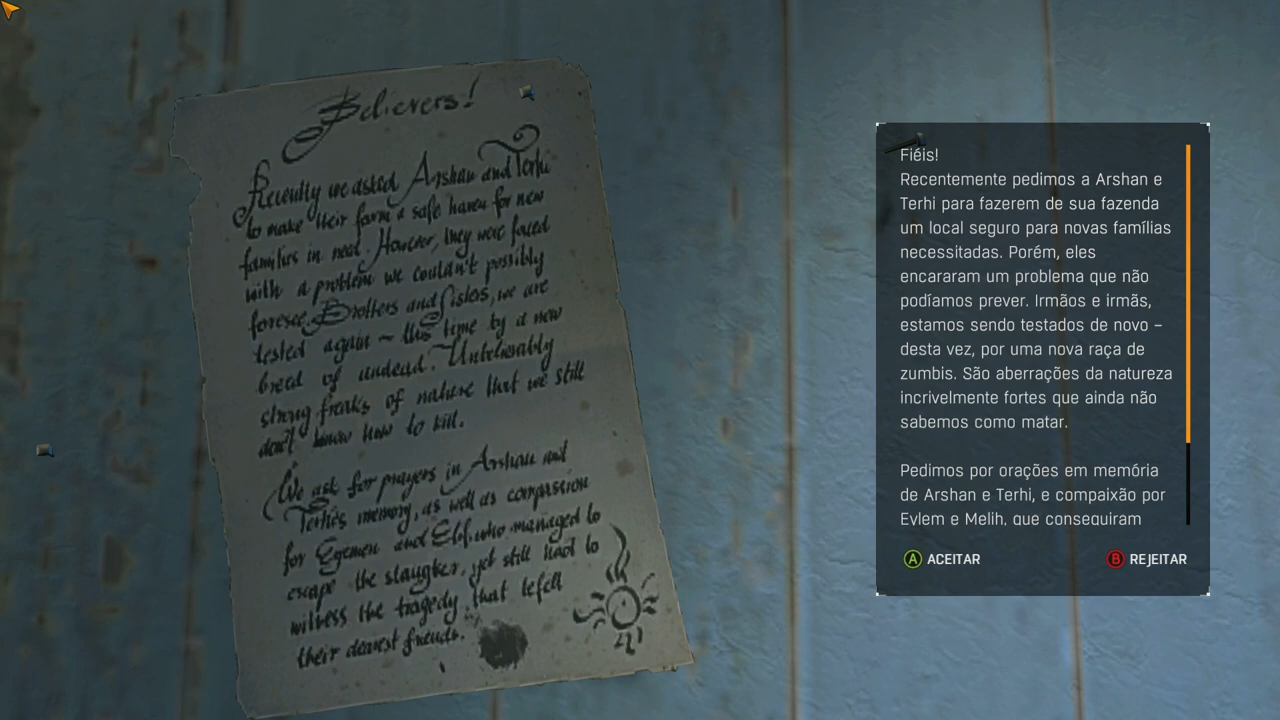 Believers!
Recently we asked Arshan and Terhi
to make their farm a safe haven for new
families in need. However, they were faced
with a problem we couldn't possibly
foresee. Brothers and Sisters, we are
tested again ~ this time by a new
breed of undead. Unbelievably
strong freaks of nature that we still
don't know how to kill.
We ask for prayers in Arshan and
Terhi's memory, as well as compassion
for Egemen and Elif, who managed to
escape the slaughter, yet still had to
witness the tragedy that befell
their dearest friends.
Fiéis!
Recentemente pedimos a Arshan e
Terhi para fazerem de sua fazenda
um local seguro para novas famílias
necessitadas. Porém, eles
encararam um problema que não
podíamos prever. Irmãos e irmãs,
estamos sendo testados de novo –
desta vez, por uma nova raça de
zumbis. São aberrações da natureza
incrivelmente fortes que ainda não
sabemos como matar.
Pedimos por orações em memória
de Arshan e Terhi, e compaixão por
Eylem e Melih, que conseguiram
A ACEITAR
B REJEITAR